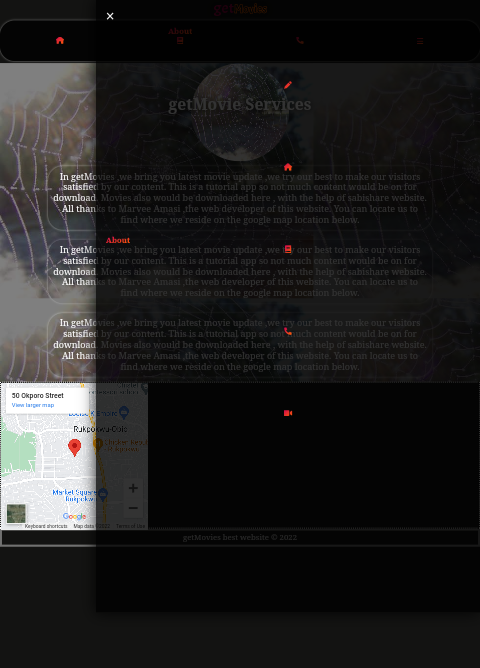 getMovies
About
getMovie Services
In getMovies ,we bring you latest movie update ,we try our best to make our visitors
satisfied by our content. This is a tutorial app so not much content would be on for
download. Movies also would be downloaded here , with the help of sabishare website.
All thanks to Marvee Amasi ,the web developer of this website. You can locate us to
find where we reside on the google map location below.
About
In getMovies ,we bring you latest movie update ,we try our best to make our visitors
satisfied by our content. This is a tutorial app so not much content would be on for
download. Movies also would be downloaded here , with the help of sabishare website.
All thanks to Marvee Amasi ,the web developer of this website. You can locate us to
find where we reside on the google map location below.
In getMovies ,we bring you latest movie update ,we try our best to make our visitors
satisfied by our content. This is a tutorial app so not much content would be on for
download. Movies also would be downloaded here , with the help of sabishare website.
All thanks to Marvee Amasi ,the web developer of this website. You can locate us to
find where we reside on the google map location below.
50 Okporo Street
View larger map
Market Square
Google
Keyboard shortcuts
Map data ©2022
Terms of Use
getMovies best website © 2022